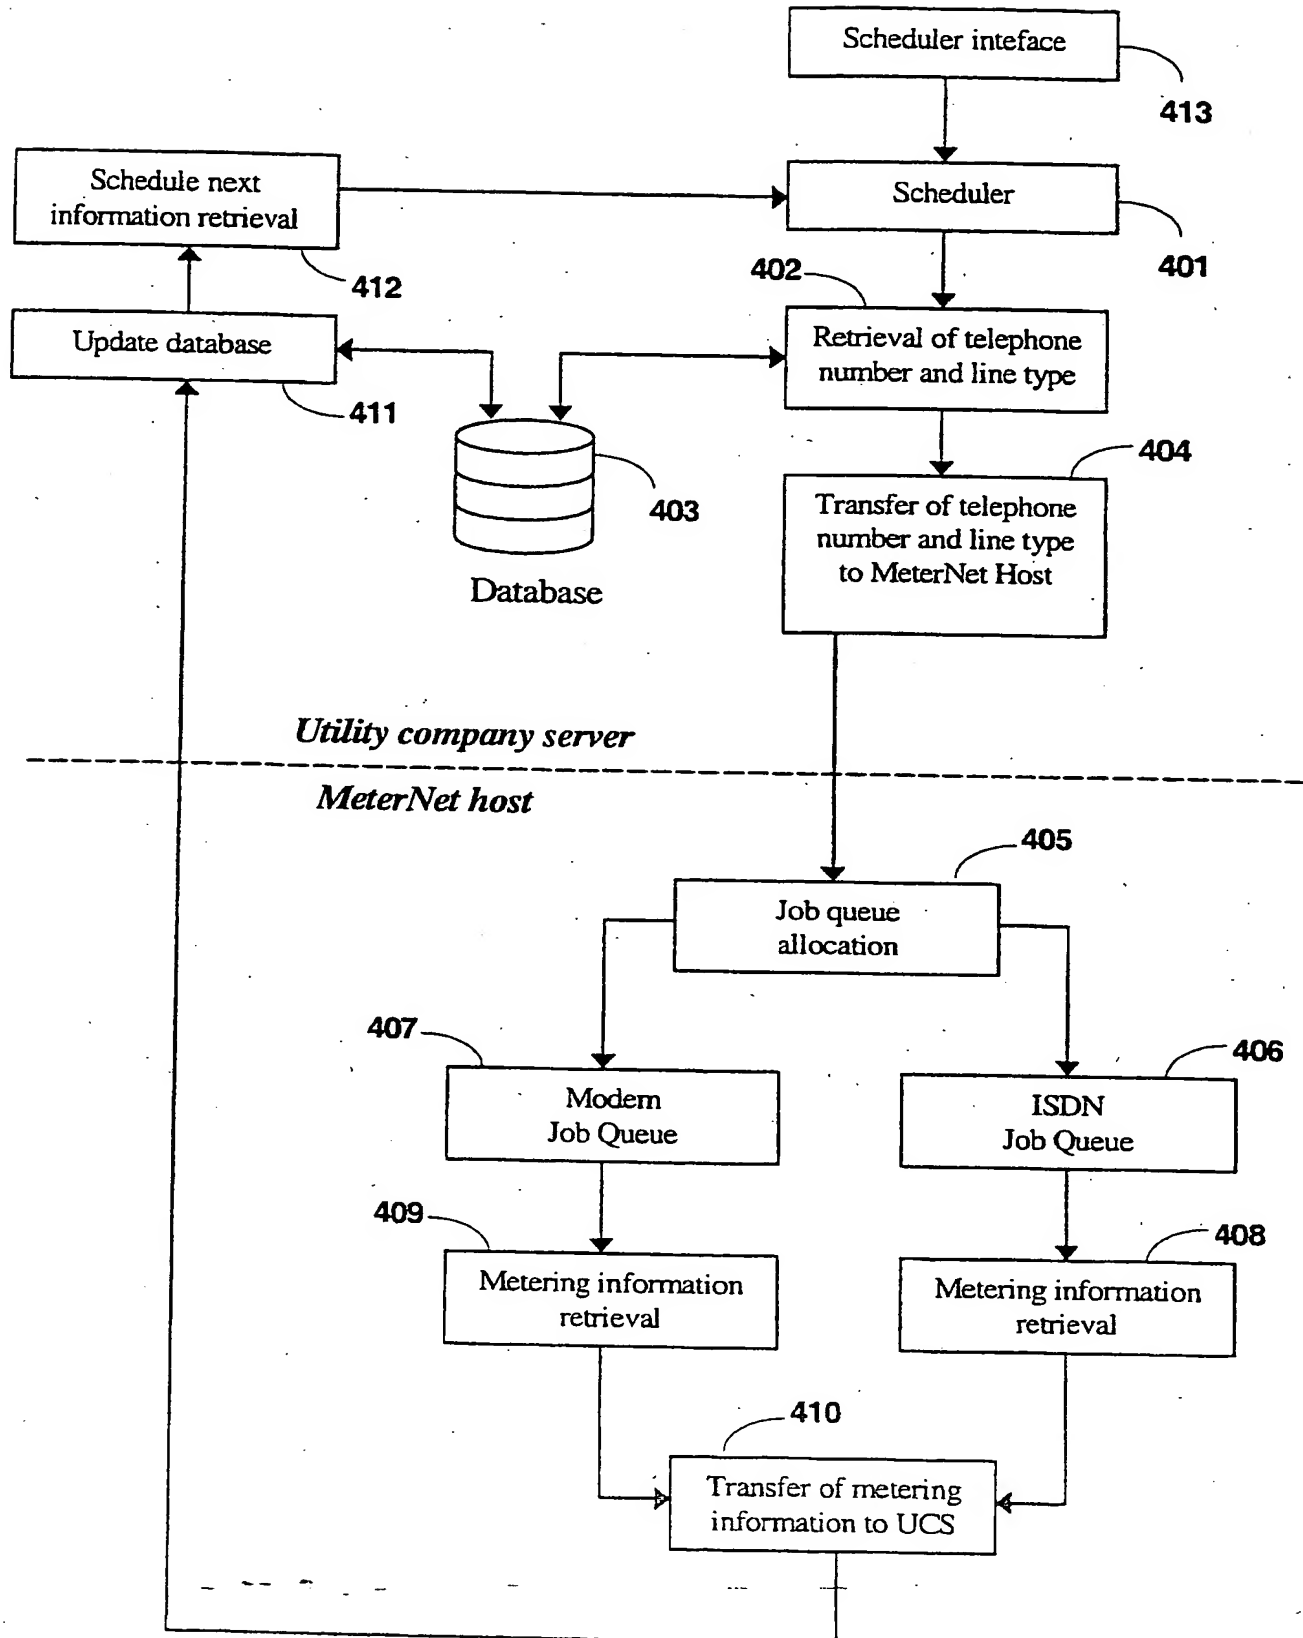 Scheduler inteface
413
Schedule next
information retrieval
412
Scheduler
401
402
Update database
411
Retrieval of telephone
number and line type
403
Database
404
Transfer of telephone
number and line type
to MeterNet Host
Utility company server
MeterNet host
405
Job queue
allocation
407
Modem
Job Queue
406
ISDN
Job Queue
409
Metering information
retrieval
408
Metering information
retrieval
410
Transfer of metering
information to UCS